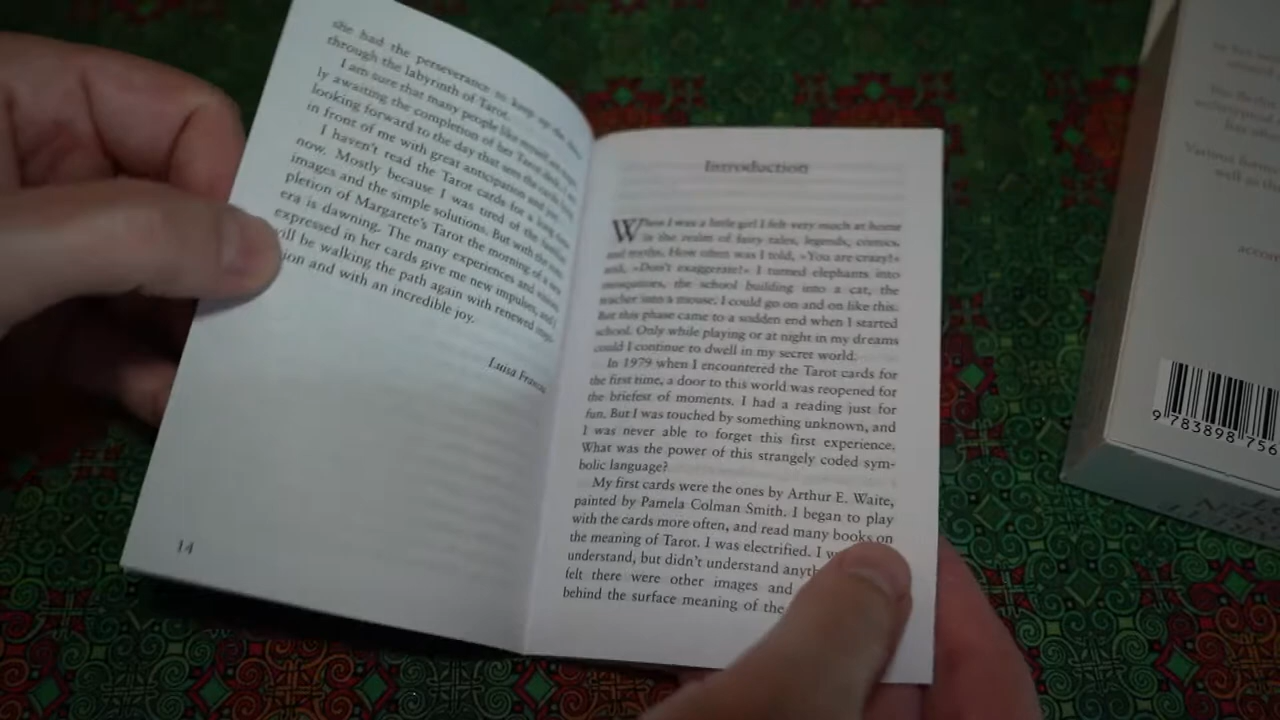 she had the perseverance to keep up the
through the labyrinth of Tarot.
I am sure that many people like myself are
ly awaiting the completion of her Tarot deck. I
looking forward to the day that sees the cards
in front of me with great anticipation and joy.
I haven't read the Tarot cards for a long
now. Mostly because I was tired of the
images and the simple solutions. But with the
pletion of Margarete's Tarot the morning of a new
era is dawning. The many experiences and
expressed in her cards give me new impulses, and I
will be walking the path again with renewed
ion and with an incredible joy.
Luisa
14
Introduction
When I was a little girl I felt very much at home
in the realm of fairy tales, legends, comics,
and myths. How often was I told, »You are crazy!«
and, »Don't exaggerate!« I turned elephants into
mosquitoes, the school building into a cat, the
teacher into a mouse. I could go on and on like this.
But this phase came to a sudden end when I started
school. Only while playing or at night in my dreams
could I continue to dwell in my secret world.
In 1979 when I encountered the Tarot cards for
the first time, a door to this world was reopened for
the briefest of moments. I had a reading just for
fun. But I was touched by something unknown, and
I was never able to forget this first experience.
What was the power of this strangely coded sym-
bolic language?
My first cards were the ones by Arthur E. Waite,
painted by Pamela Colman Smith. I began to play
with the cards more often, and read many books on
the meaning of Tarot. I was electrified. I w
understand, but didn't understand anyth
felt there were other images and
behind the surface meaning of the
well as
9 783898 756